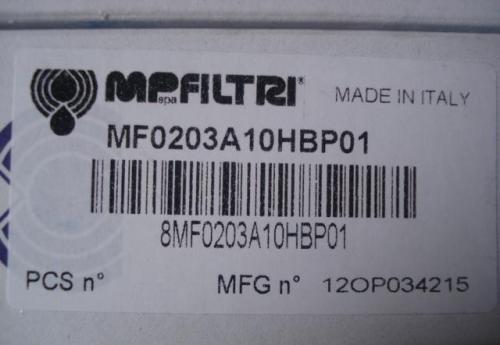 MPFILTRI®
spa
MADE IN ITALY
MF0203A10HBP01
8MF0203A10HBP01
PCS n°
MFG n° 12OP034215